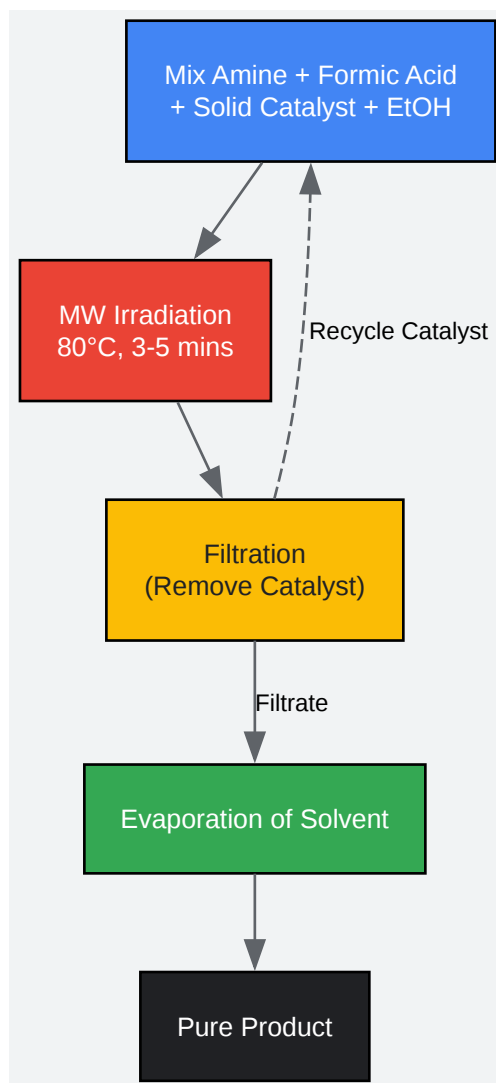 Mix Amine + Formic Acid
+ Solid Catalyst + EtOH
MW Irradiation
80°C, 3-5 mins
Recycle Catalyst
Filtration
(Remove Catalyst)
Filtrate
Evaporation of Solvent
Pure Product